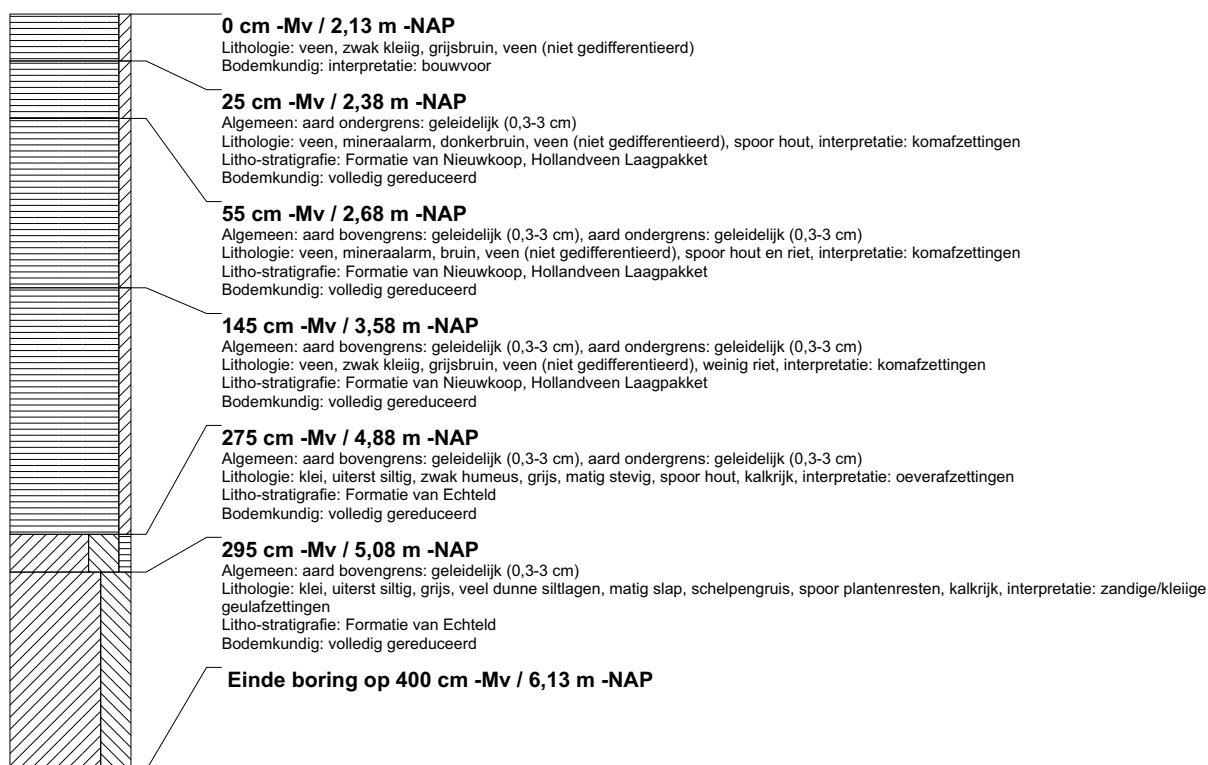 0 cm -Mv / 2,13 m -NAP
Lithologie: veen, zwak kleiig, grijsbruin, veen (niet gedifferentieerd)
Bodemkundig: interpretatie: bouwvoor
25 cm -Mv / 2,38 m -NAP
Algemeen: aard ondergrens: geleidelijk (0,3-3 cm)
Lithologie: veen, mineraalarm, donkerbruin, veen (niet gedifferentieerd), spoor hout, interpretatie: komafzettingen
Litho-stratigrafie: Formatie van Nieuwkoop, Hollandveen Laagpakket
Bodemkundig: volledig gereduceerd
55 cm -Mv / 2,68 m -NAP
Algemeen: aard bovengrens: geleidelijk (0,3-3 cm), aard ondergrens: geleidelijk (0,3-3 cm)
Lithologie: veen, mineraalarm, bruin, veen (niet gedifferentieerd), spoor hout en riet, interpretatie: komafzettingen
Litho-stratigrafie: Formatie van Nieuwkoop, Hollandveen Laagpakket
Bodemkundig: volledig gereduceerd
145 cm -Mv / 3,58 m -NAP
Algemeen: aard bovengrens: geleidelijk (0,3-3 cm), aard ondergrens: geleidelijk (0,3-3 cm)
Lithologie: veen, zwak kleiig, grijsbruin, veen (niet gedifferentieerd), weinig riet, interpretatie: komafzettingen
Litho-stratigrafie: Formatie van Nieuwkoop, Hollandveen Laagpakket
Bodemkundig: volledig gereduceerd
275 cm -Mv / 4,88 m -NAP
Algemeen: aard bovengrens: geleidelijk (0,3-3 cm), aard ondergrens: geleidelijk (0,3-3 cm)
Lithologie: klei, uiterst siltig, zwak humeus, grijs, matig stevig, spoor hout, kalkrijk, interpretatie: oeverafzettingen
Litho-stratigrafie: Formatie van Echteld
Bodemkundig: volledig gereduceerd
295 cm -Mv / 5,08 m -NAP
Algemeen: aard bovengrens: geleidelijk (0,3-3 cm)
Lithologie: klei, uiterst siltig, grijs, veel dunne siltlagen, matig slap, schelpengruis, spoor plantenresten, kalkrijk, interpretatie: zandige/kleiige
geulafzettingen
Litho-stratigrafie: Formatie van Echteld
Bodemkundig: volledig gereduceerd
Einde boring op 400 cm -Mv / 6,13 m -NAP